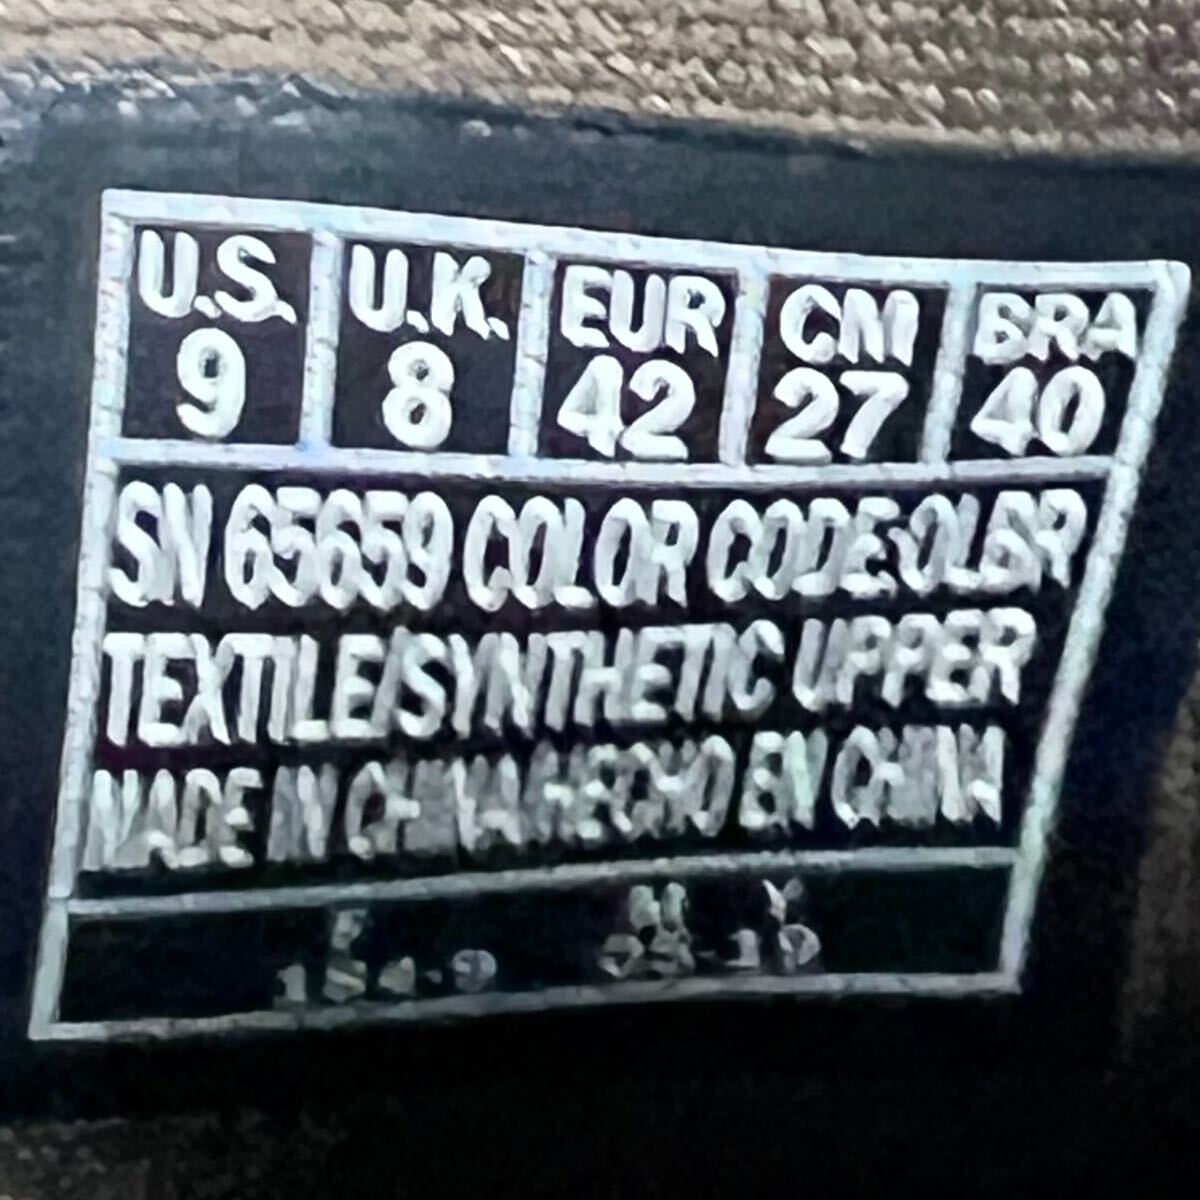 U.S. U.K. EUR CM BRA
9 8 42 27 40
SN 65659 COLOR CODE:OLBR
TEXTILE/SYNTHETIC UPPER
MADE IN CHINA/HECHO EN CHINA